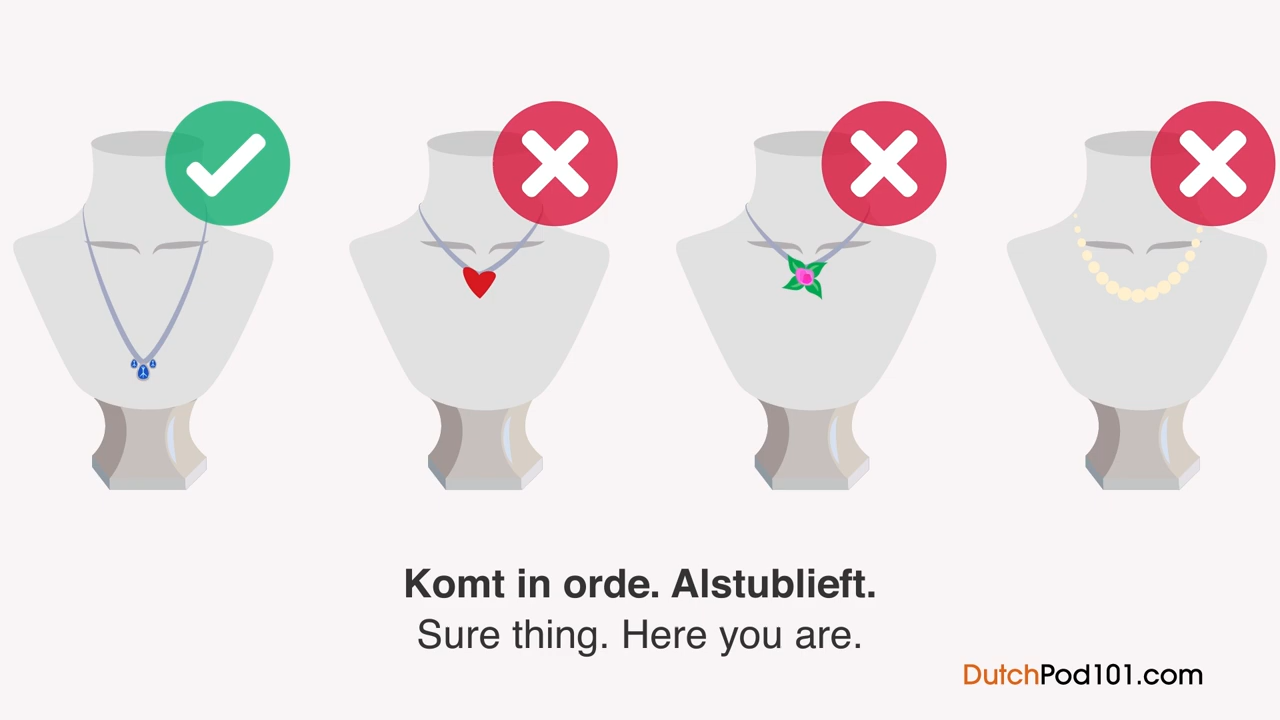 Komt in orde. Alstublieft.
Sure thing. Here you are.
DutchPod101.com